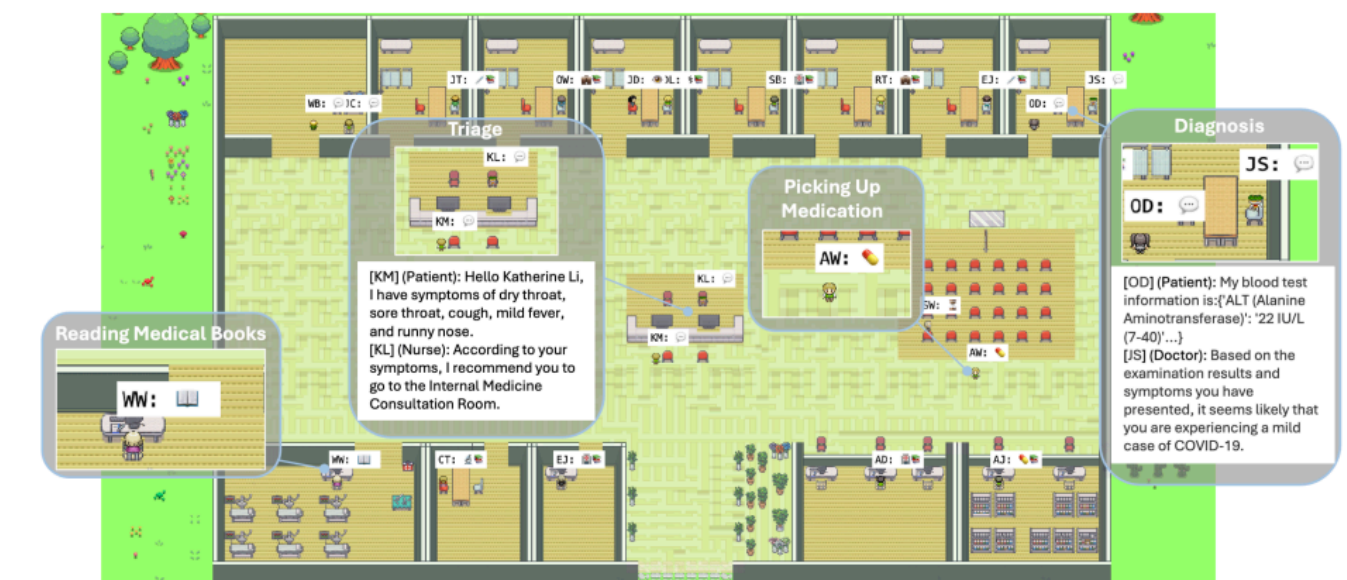 JT:
OW:
JD:
OL:
SB:
RT:
EJ:
JS:
WB:
JC:
OD:
Triage
KL:
KM:
[KM] (Patient): Hello Katherine Li,
I have symptoms of dry throat,
sore throat, cough, mild fever,
and runny nose.
[KL] (Nurse): According to your
symptoms, I recommend you to
go to the Internal Medicine
Consultation Room.
Picking Up
Medication
AW:
Diagnosis
JS:
OD:
[OD] (Patient): My blood test
information is:{'ALT (Alanine
Aminotransferase)': '22 IU/L
(7-40)'...}
[JS] (Doctor): Based on the
examination results and
symptoms you have
presented, it seems likely that
you are experiencing a mild
case of COVID-19.
KL:
KM:
AW:
Reading Medical Books
WW:
WW:
CT:
EJ:
AD:
AJ: